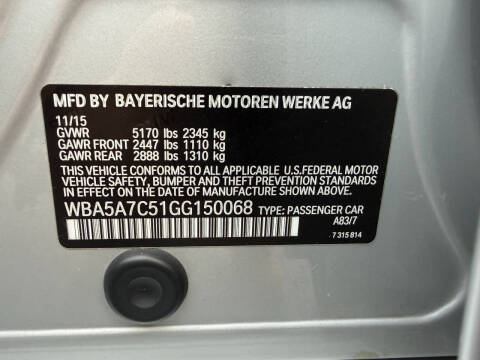 MFD BY BAYERISCHE MOTOREN WERKE AG
11/15
GVWR 5170 lbs 2345 kg
GAWR FRONT 2447 lbs 1110 kg
GAWR REAR 2888 lbs 1310 kg
THIS VEHICLE CONFORMS TO ALL APPLICABLE U.S.FEDERAL MOTOR
VEHICLE SAFETY, BUMPER AND THEFT PREVENTION STANDARDS
IN EFFECT ON THE DATE OF MANUFACTURE SHOWN ABOVE.
WBA5A7C51GG150068 TYPE: PASSENGER CAR
A83/7
7 315 814